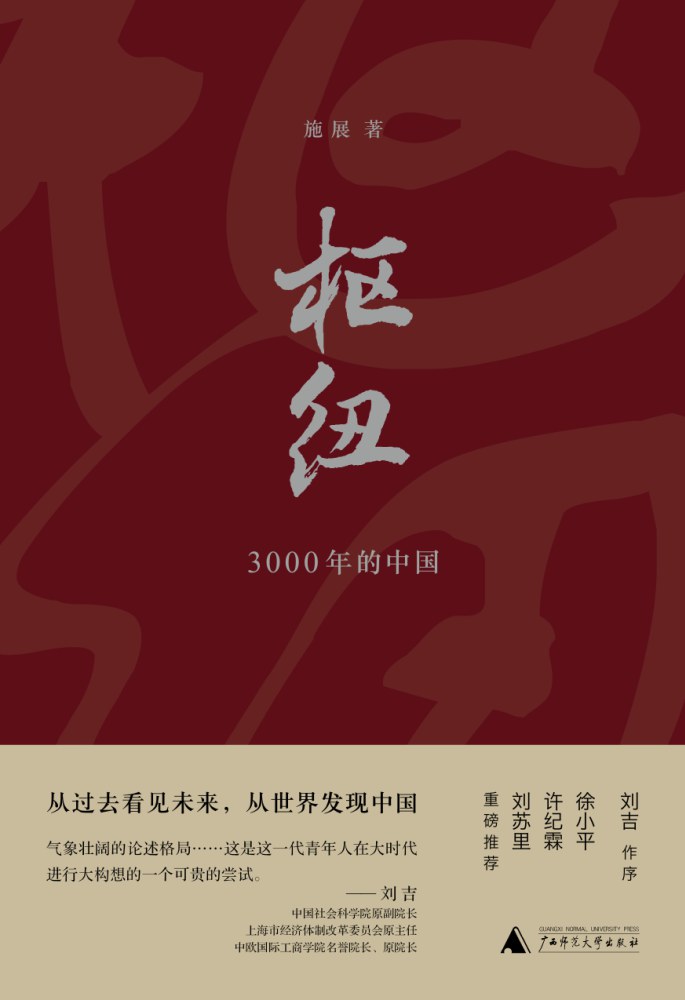 施展 著
枢纽
3000年的中国
从过去看见未来，从世界发现中国
气象壮阔的论述格局……这是这一代青年人在大时代
进行大构想的一个可贵的尝试。
——刘吉
中国社会科学院原副院长
上海市经济体制改革委员会原主任
中欧国际工商学院名誉院长、原院长
刘吉 作序
徐小平
许纪霖
刘苏里
重磅推荐
GUANGXI NORMAL UNIVERSITY PRESS
广西师范大学出版社